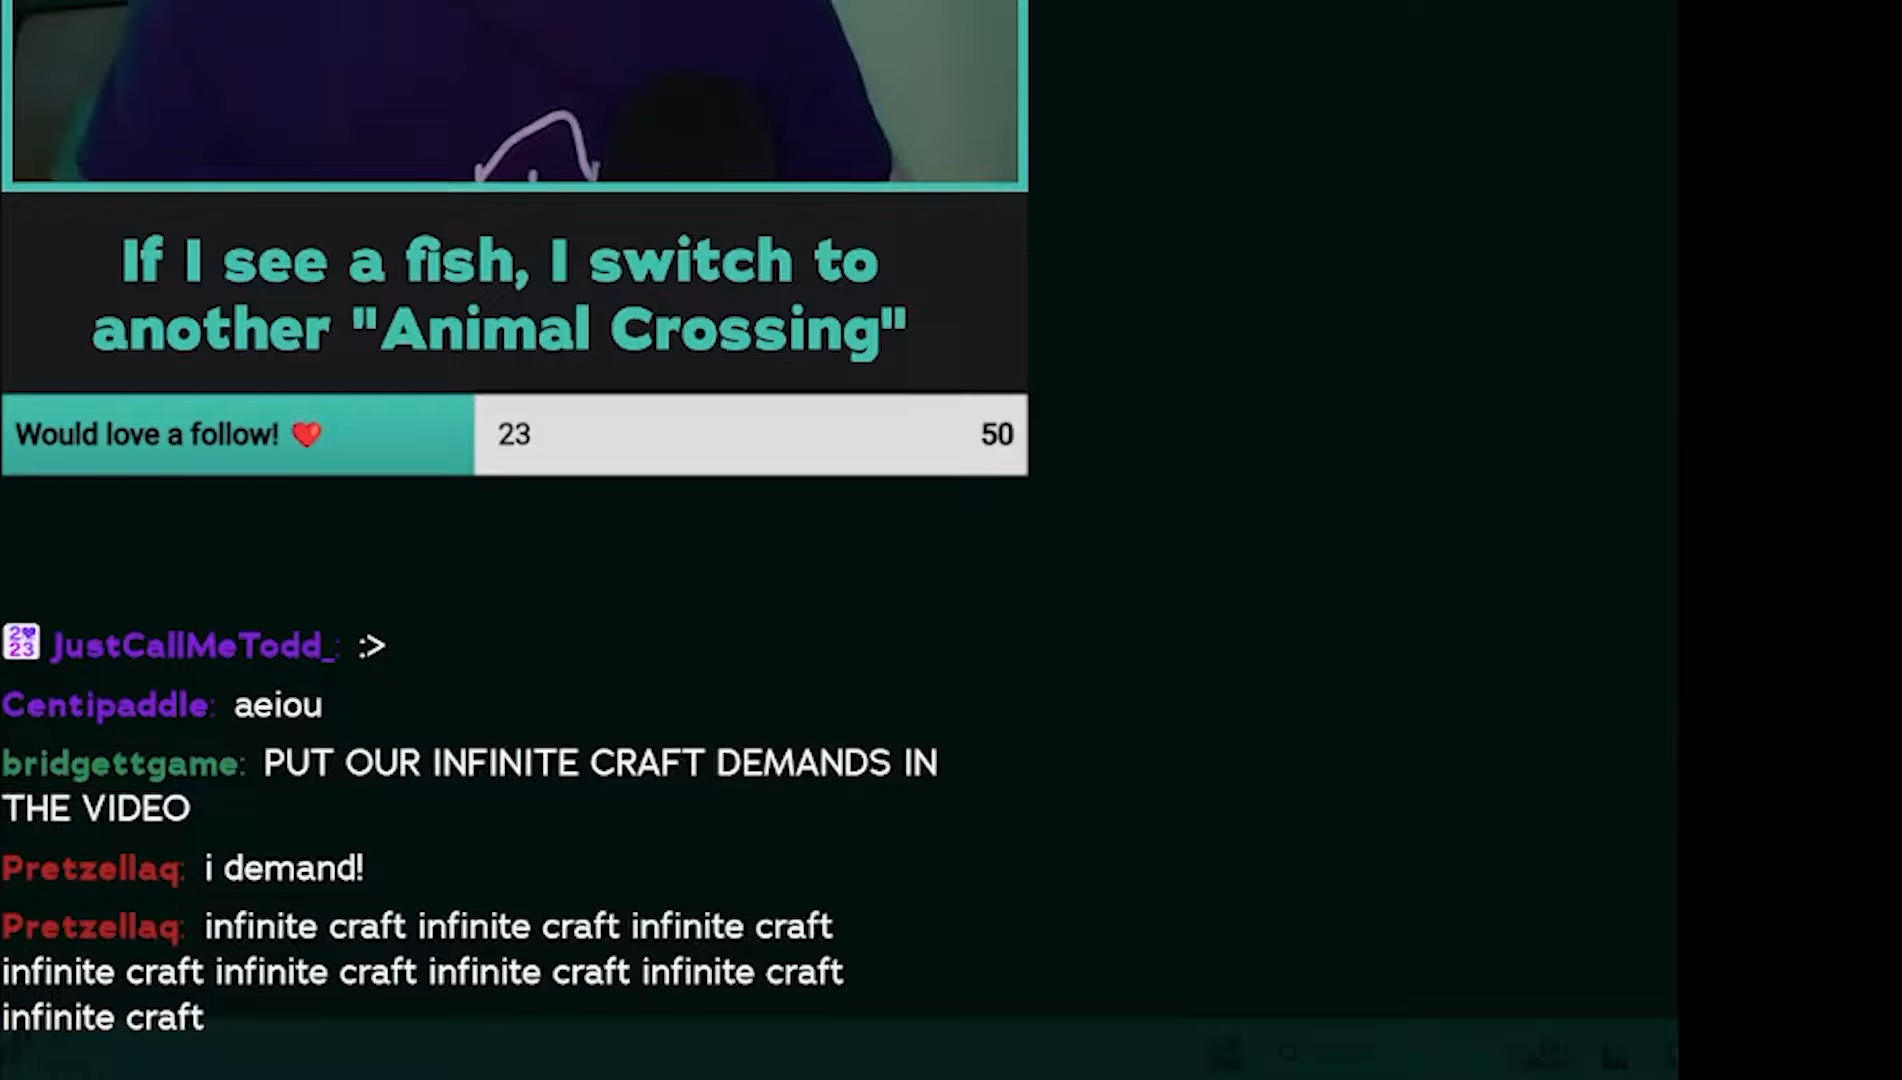 If I see a fish, I switch to
another "Animal Crossing"
Would love a follow! ❤️ 23 50
JustCallMeTodd_: :>
Centipaddle: aeiou
bridgettgame: PUT OUR INFINITE CRAFT DEMANDS IN
THE VIDEO
Pretzellaq: i demand!
Pretzellaq: infinite craft infinite craft infinite craft
infinite craft infinite craft infinite craft infinite craft
infinite craft